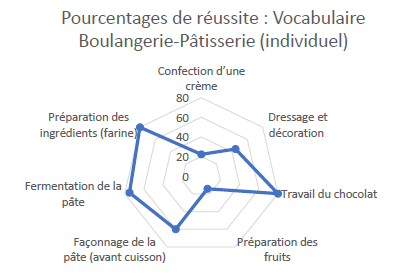 Pourcentages de réussite : Vocabulaire
Boulangerie-Pâtisserie (individuel)
Confection d'une
crème
80
60
40
20
0
Dressage et
décoration
Travail du chocolat
Préparation des
fruits
Façonnage de la
pâte (avant cuisson)
Fermentation de la
pâte
Préparation des
ingrédients (farine)